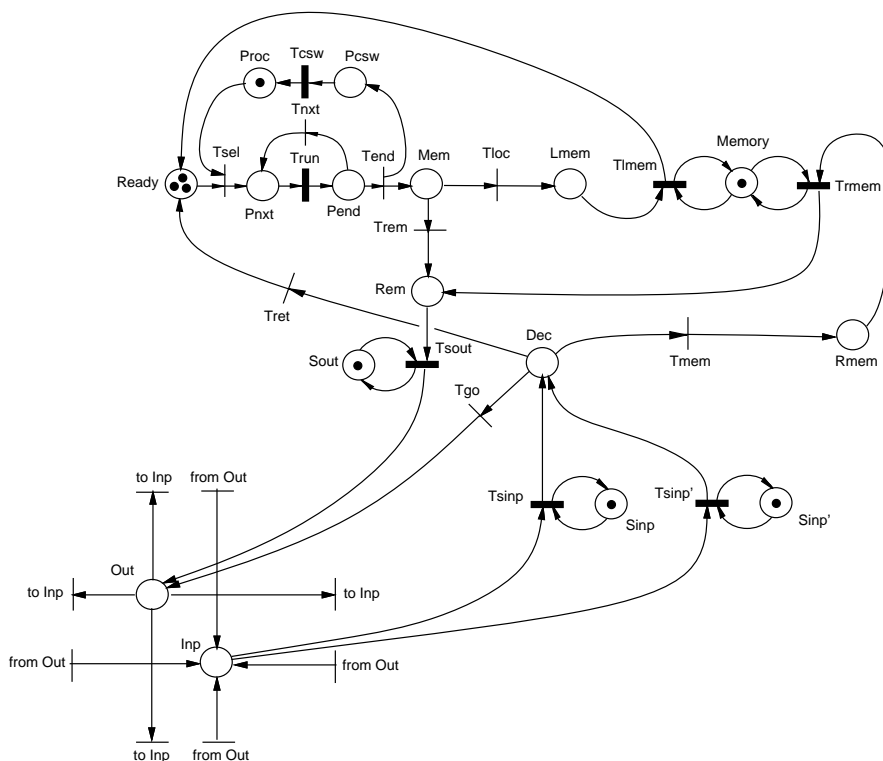 Proc
Tcsw
Pcsw
Tnxt
Ready
Tsel
Trun
Tend
Mem
Tloc
Lmem
Tlmem
Memory
Trmem
Pnxt
Pend
Trem
Rem
Tret
Sout
Tsout
Dec
Tmem
Rmem
Tgo
to Inp
from Out
Tsinp
Sinp
Tsinp'
Sinp'
Out
to Inp
to Inp
Inp
from Out
from Out
to Inp
from Out